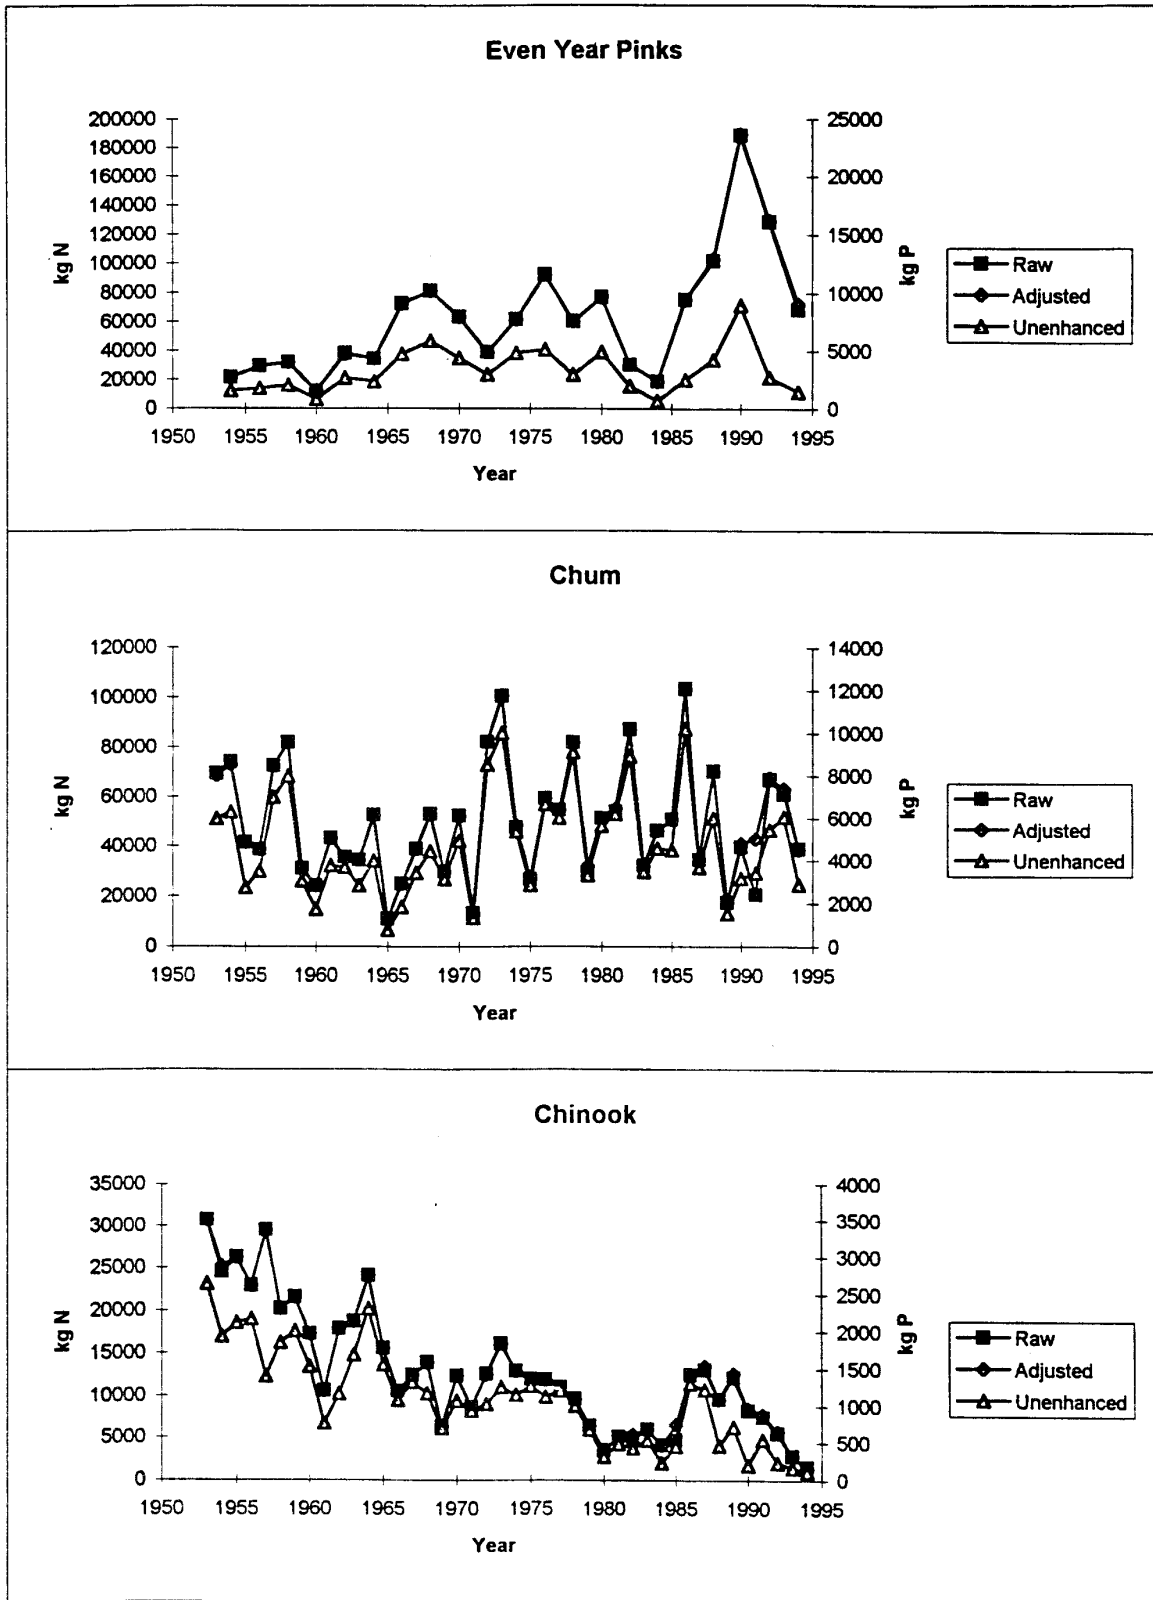 Even Year Pinks
200000
180000
160000
140000
120000
100000
80000
60000
40000
20000
0
kg N
25000
20000
15000
10000
5000
0
kg P
1950 1955 1960 1965 1970 1975 1980 1985 1990 1995
Year
Raw
Adjusted
Unenhanced
Chum
120000
100000
80000
60000
40000
20000
0
kg N
14000
12000
10000
8000
6000
4000
2000
0
kg P
1950 1955 1960 1965 1970 1975 1980 1985 1990 1995
Year
Raw
Adjusted
Unenhanced
Chinook
35000
30000
25000
20000
15000
10000
5000
0
kg N
4000
3500
3000
2500
2000
1500
1000
500
0
kg P
1950 1955 1960 1965 1970 1975 1980 1985 1990 1995
Year
Raw
Adjusted
Unenhanced